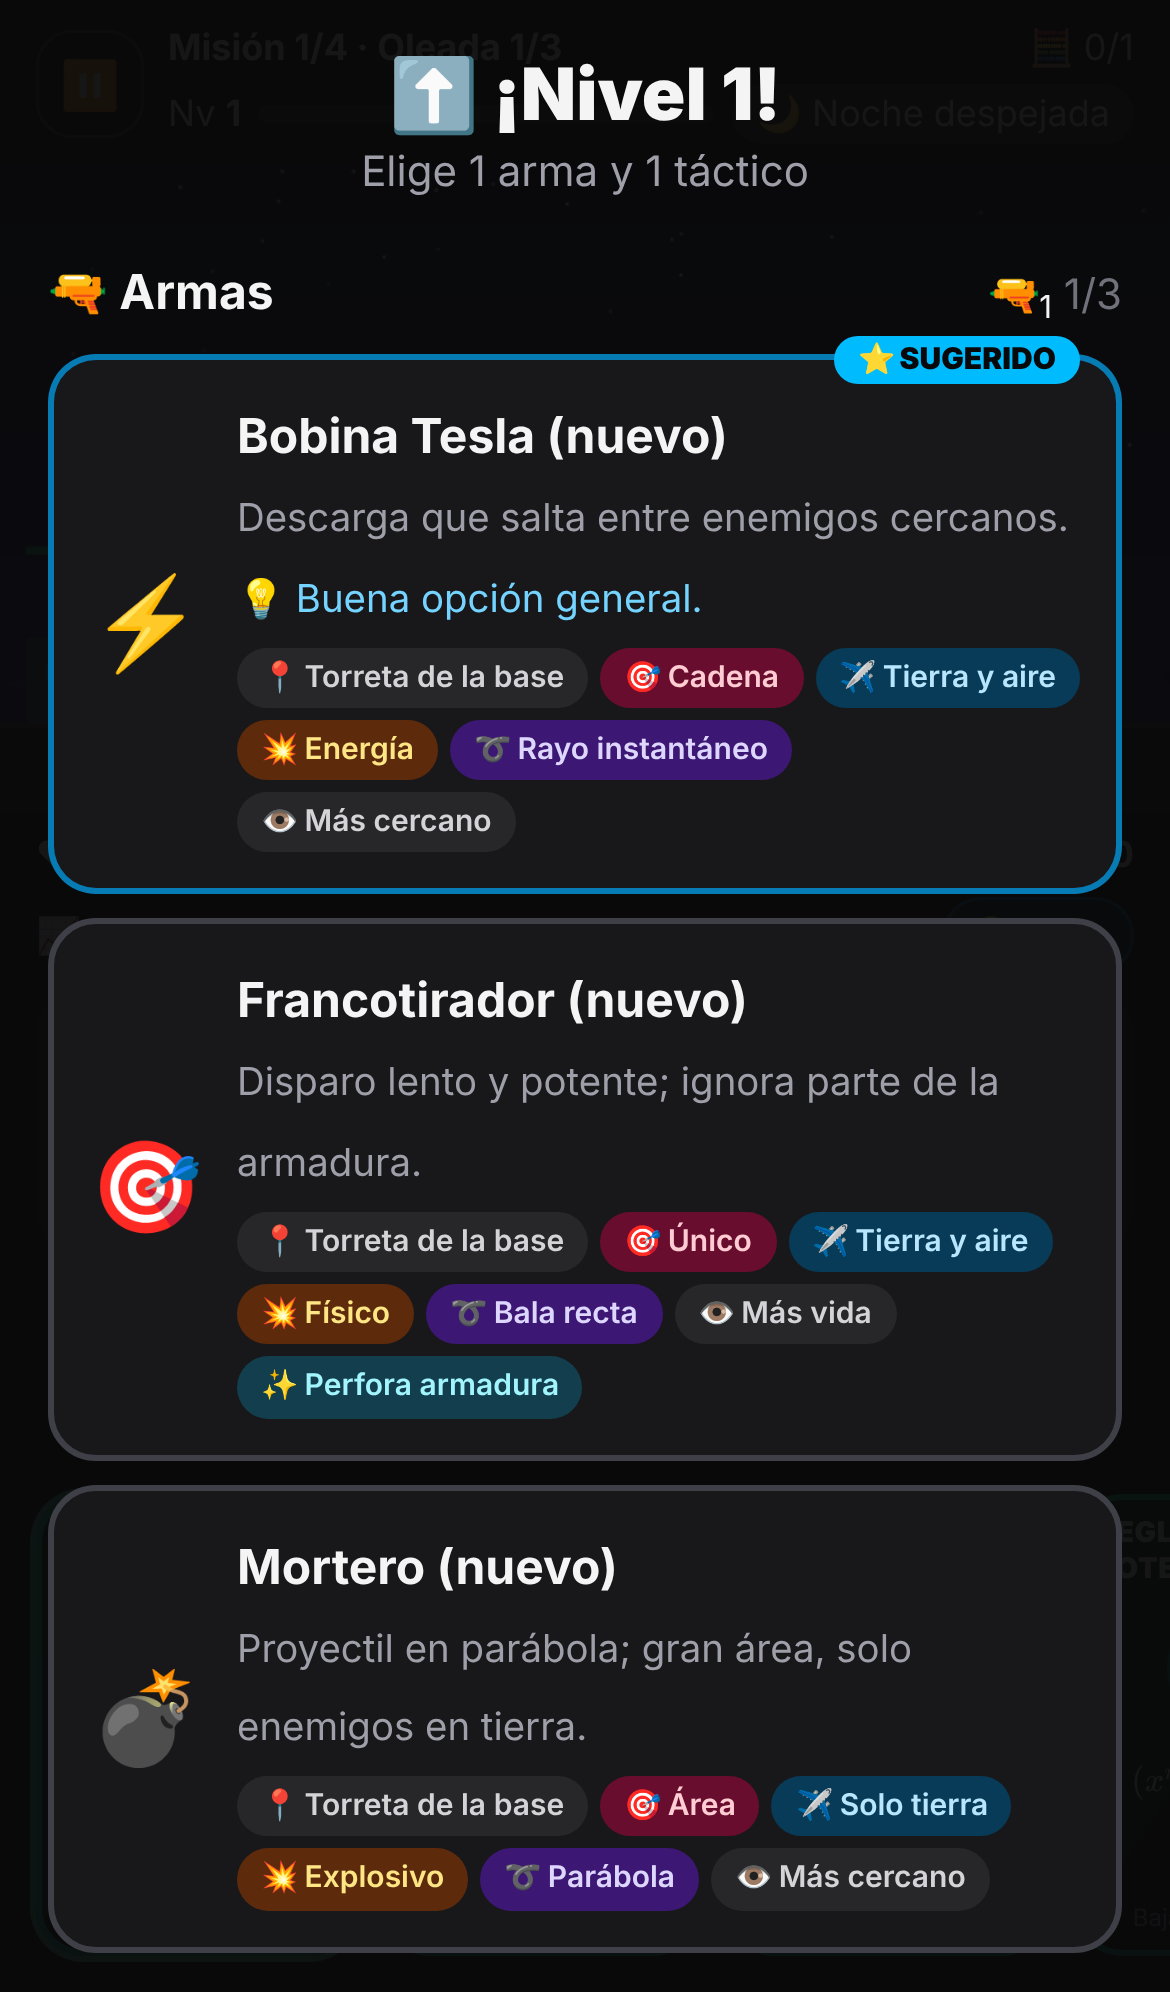 Misión 1/4 · Oleada 1/3
0/1
¡Nivel 1!
Nv 1
Noche despejada
Elige 1 arma y 1 táctico
Armas
1 1/3
SUGERIDO
Bobina Tesla (nuevo)
Descarga que salta entre enemigos cercanos.
Buena opción general.
Torreta de la base
Cadena
Tierra y aire
Energía
Rayo instantáneo
Más cercano
Francotirador (nuevo)
Disparo lento y potente; ignora parte de la
armadura.
Torreta de la base
Único
Tierra y aire
Físico
Bala recta
Más vida
Perfora armadura
Mortero (nuevo)
Proyectil en parábola; gran área, solo
enemigos en tierra.
Torreta de la base
Área
Solo tierra
Explosivo
Parábola
Más cercano